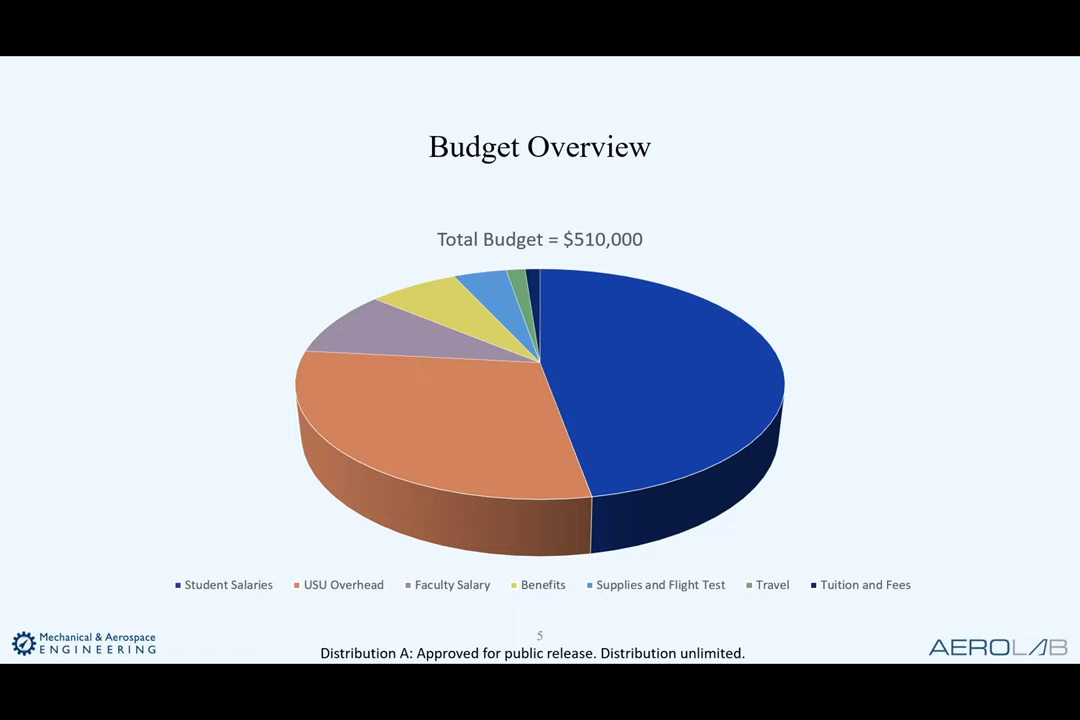 Budget Overview
Total Budget = $510,000
Student Salaries USU Overhead Faculty Salary Benefits Supplies and Flight Test Travel Tuition and Fees
5
Mechanical & Aerospace
ENGINEERING
Distribution A: Approved for public release. Distribution unlimited.
AEROLAB